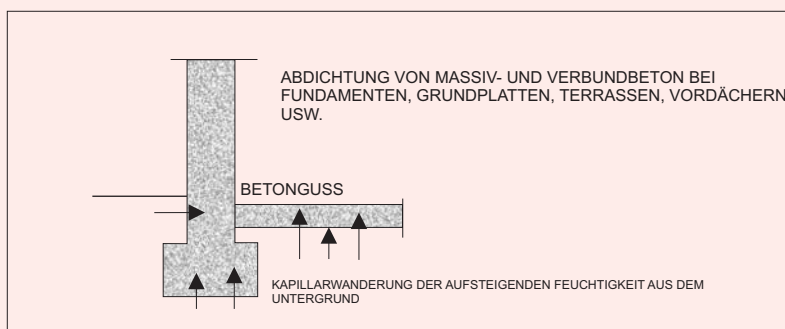 ABDICHTUNG VON MASSIV- UND VERBUNDBETON BEI
FUNDAMENTEN, GRUNDPLATTEN, TERRASSEN, VORDÄCHERN
USW.
BETONGUSS
KAPILLARWANDERUNG DER AUFSTEIGENDEN FEUCHTIGKEIT AUS DEM
UNTERGRUND